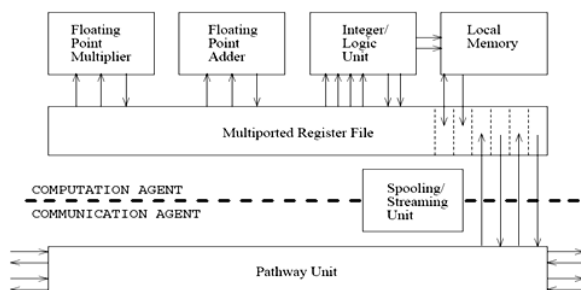 Floating
Point
Multiplier
Floating
Point
Adder
Integer/
Logic
Unit
Local
Memory
Multiported Register File
Spooling/
Streaming
Unit
COMPUTATION AGENT
COMMUNICATION AGENT
Pathway Unit